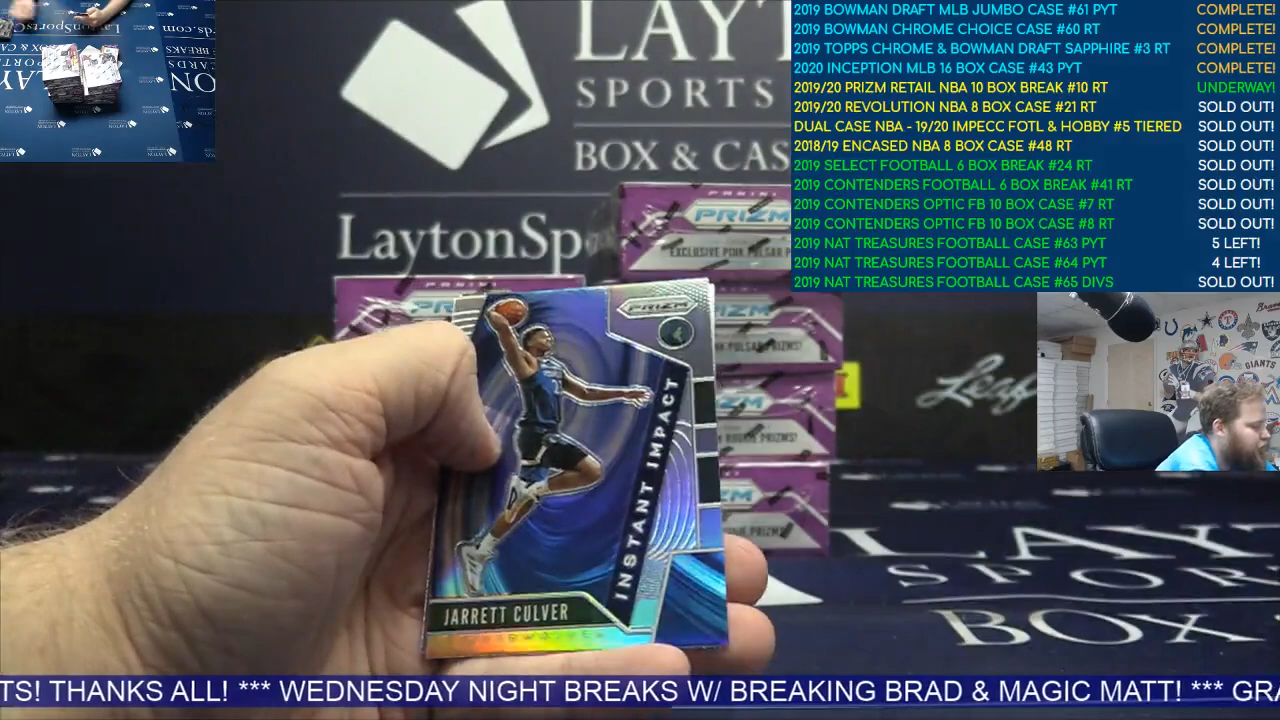 2019 BOWMAN DRAFT MLB JUMBO CASE #61 PYT COMPLETE!
2019 BOWMAN CHROME CHOICE CASE #60 RT COMPLETE!
2019 TOPPS CHROME & BOWMAN DRAFT SAPPHIRE #3 RT COMPLETE!
2020 INCEPTION MLB 16 BOX CASE #43 PYT COMPLETE!
2019/20 PRIZM RETAIL NBA 10 BOX BREAK #10 RT UNDERWAY!
2019/20 REVOLUTION NBA 8 BOX CASE #21 RT SOLD OUT!
DUAL CASE NBA - 19/20 IMPECC FOTL & HOBBY #5 TIERED SOLD OUT!
2018/19 ENCASED NBA 8 BOX CASE #48 RT SOLD OUT!
2019 SELECT FOOTBALL 6 BOX BREAK #24 RT SOLD OUT!
2019 CONTENDERS FOOTBALL 6 BOX BREAK #41 RT SOLD OUT!
2019 CONTENDERS OPTIC FB 10 BOX CASE #7 RT SOLD OUT!
2019 CONTENDERS OPTIC FB 10 BOX CASE #8 RT SOLD OUT!
2019 NAT TREASURES FOOTBALL CASE #63 PYT 5 LEFT!
2019 NAT TREASURES FOOTBALL CASE #64 PYT 4 LEFT!
2019 NAT TREASURES FOOTBALL CASE #65 DIVS SOLD OUT!
LAYT
SPORTS
BOX & CAS
LaytonSp
PANINI
PRIZM
PRIZM
INSTANT IMPACT
JARRETT CULVER
Leaf
GIANTS
LAYT
SPOR
BOX
TS! THANKS ALL! *** WEDNESDAY NIGHT BREAKS W/ BREAKING BRAD & MAGIC MATT! *** GRA